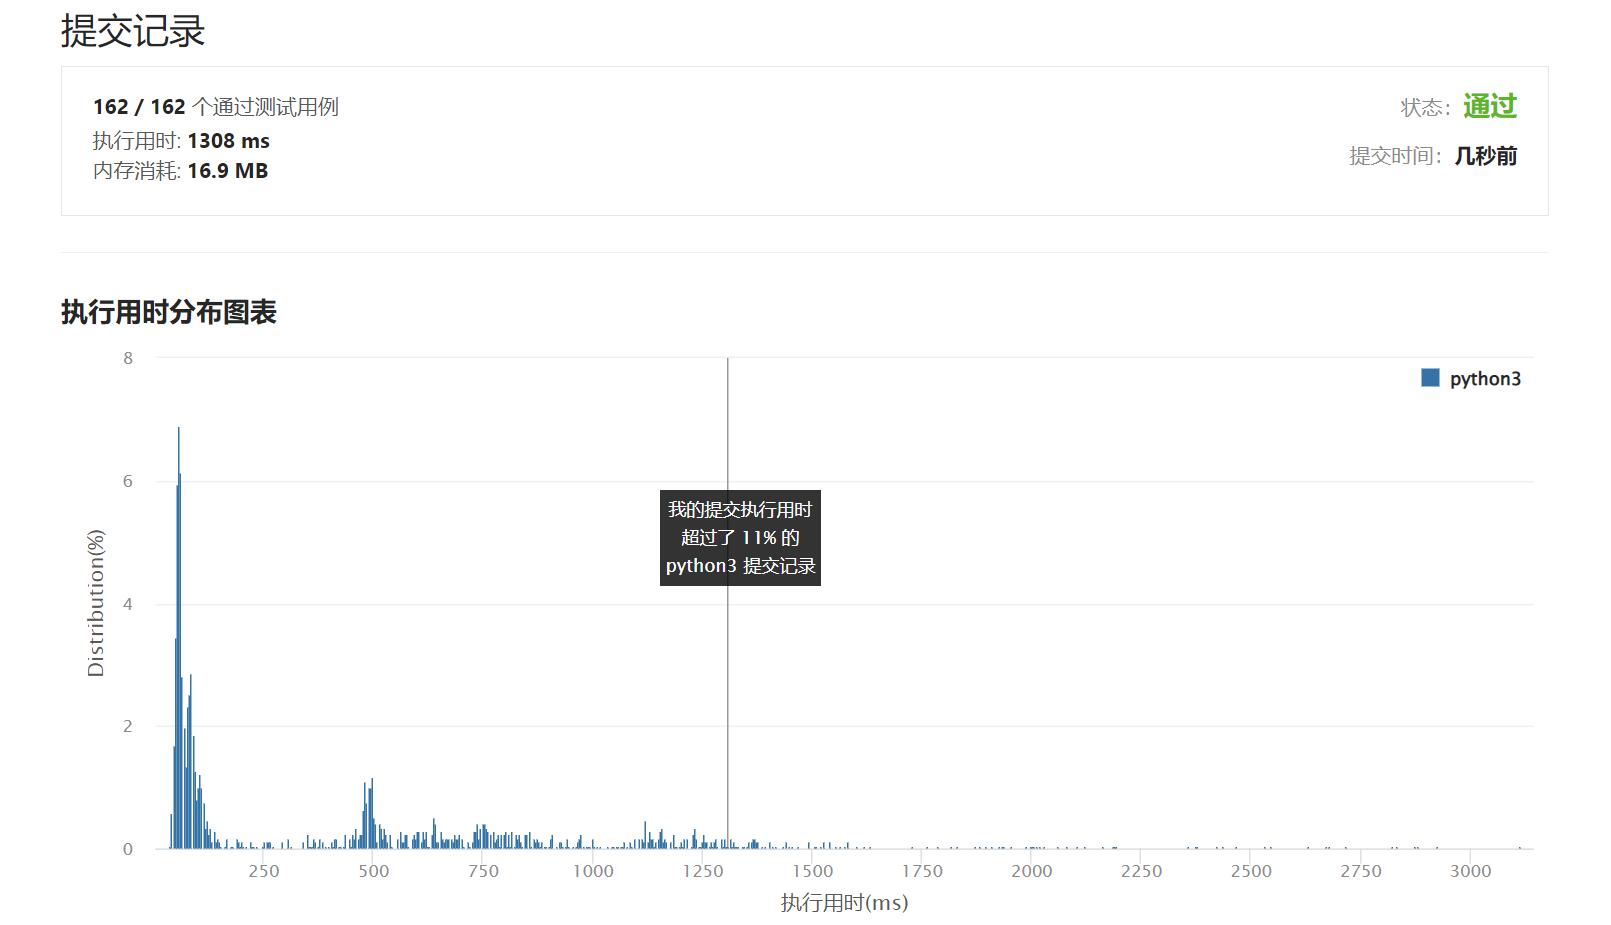 提交记录
162 / 162 个通过测试用例
状态：通过
执行用时: 1308 ms
提交时间：几秒前
内存消耗: 16.9 MB
执行用时分布图表
8
python3
6
我的提交执行用时
超过了 11% 的
python3 提交记录
Distribution(%)
4
2
0
250 500 750 1000 1250 1500 1750 2000 2250 2500 2750 3000
执行用时(ms)